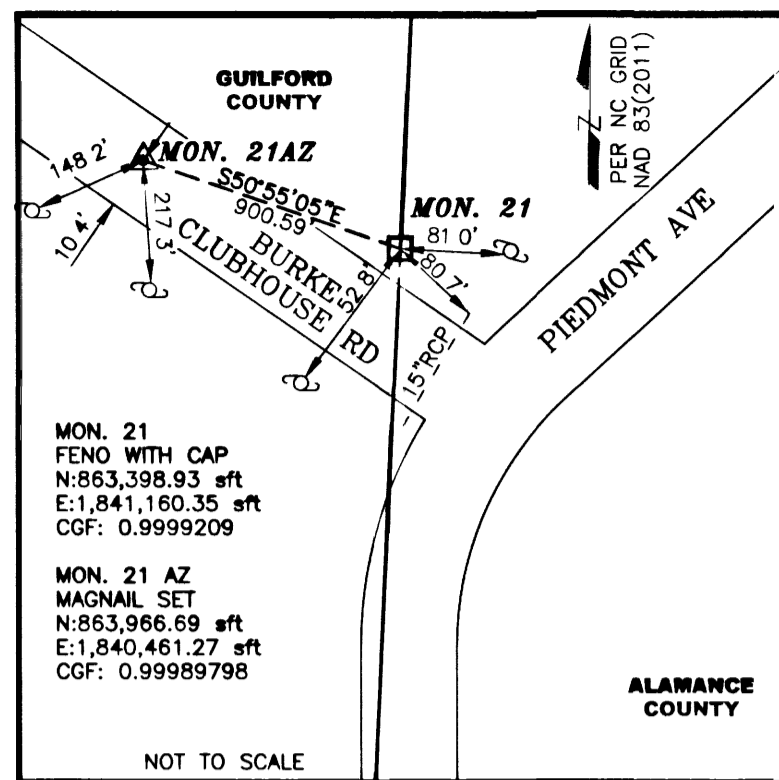 GUILFORD
COUNTY
PER NC GRID
NAD 83(2011)
Z
MON. 21AZ
148 2'
S50°55'05"E
900.59'
MON. 21
81 0'
80 7'
217 3'
10.4'
52.8'
BURKE
CLUBHOUSE RD
PIEDMONT AVE
15"RCP
MON. 21
FENO WITH CAP
N:863,398.93 sft
E:1,841,160.35 sft
CGF: 0.9999209
MON. 21 AZ
MAGNAIL SET
N:863,966.69 sft
E:1,840,461.27 sft
CGF: 0.99989798
ALAMANCE
COUNTY
NOT TO SCALE